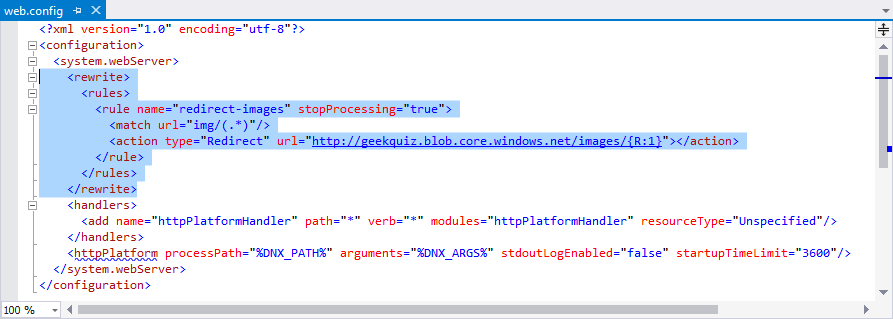 web.config
<?xml version="1.0" encoding="utf-8"?>
<configuration>
<system.webServer>
<rewrite>
<rules>
<rule name="redirect-images" stopProcessing="true">
<match url="img/(.*)"/>
<action type="Redirect" url="http://geekquiz.blob.core.windows.net/images/{R:1}"></action>
</rule>
</rules>
</rewrite>
<handlers>
<add name="httpPlatformHandler" path="*" verb="*" modules="httpPlatformHandler" resourceType="Unspecified"/>
</handlers>
<httpPlatform processPath="%DNX_PATH%" arguments="%DNX_ARGS%" stdoutLogEnabled="false" startupTimeLimit="3600"/>
</system.webServer>
</configuration>
100 %